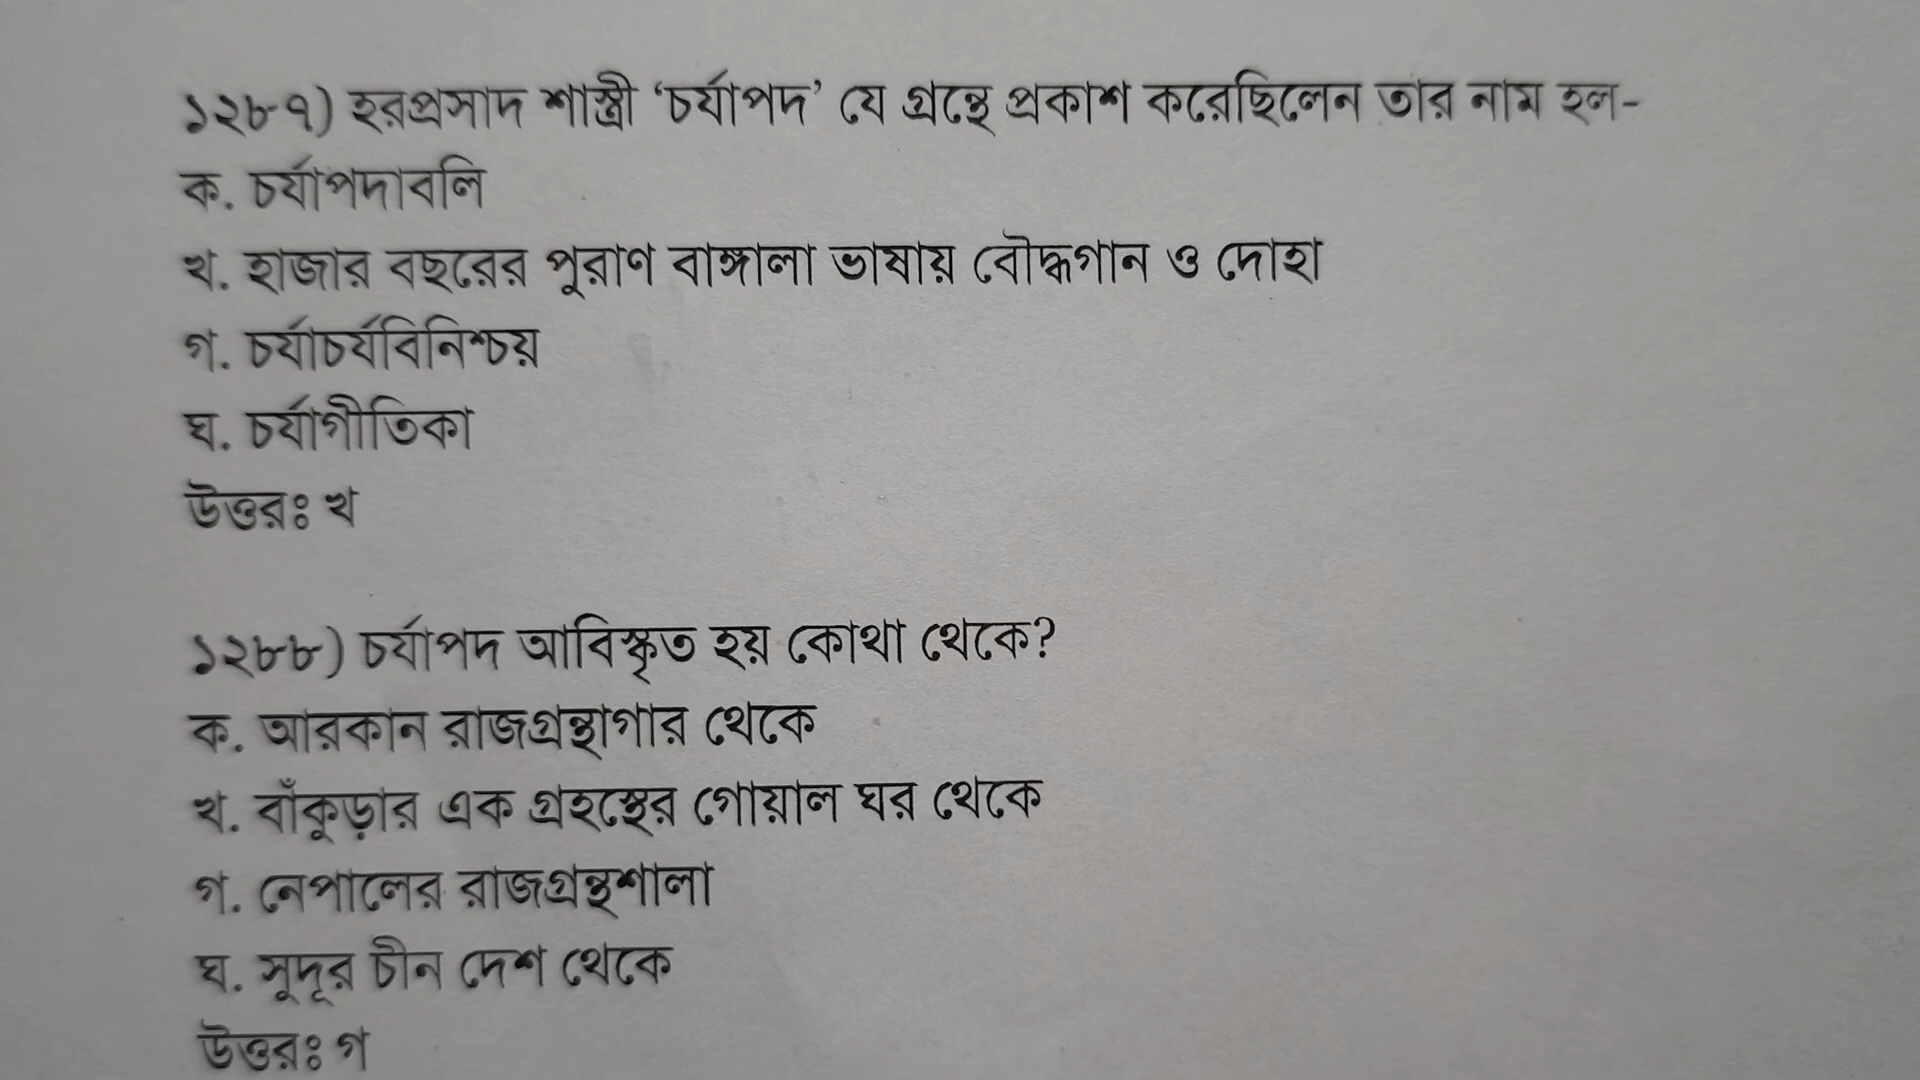 ১২৮৭) হরপ্রসাদ শাস্ত্রী ‘চর্যাপদ’ যে গ্রন্থে প্রকাশ করেছিলেন তার নাম হল-
ক. চর্যাপদাবলি
খ. হাজার বছরের পুরাণ বাঙ্গালা ভাষায় বৌদ্ধগান ও দোহা
গ. চর্যাচর্যবিনিশ্চয়
ঘ. চর্যাগীতিকা
উত্তরঃ খ
১২৮৮) চর্যাপদ আবিস্কৃত হয় কোথা থেকে?
ক. আরকান রাজগ্রন্থাগার থেকে
খ. বাঁকুড়ার এক গ্রহস্থের গোয়াল ঘর থেকে
গ. নেপালের রাজগ্রন্থশালা
ঘ. সুদূর চীন দেশ থেকে
উত্তরঃ গ